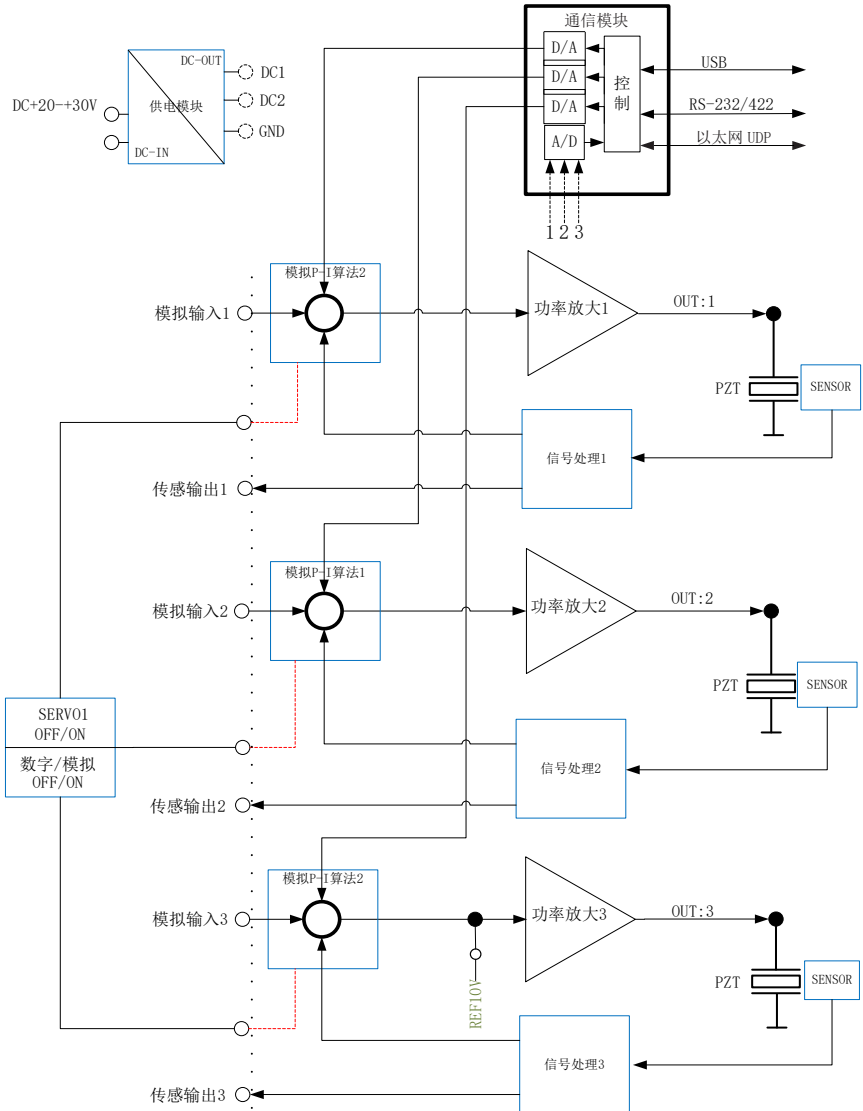 通信模块
DC-OUT
D/A
USB
DC1
D/A
控
制
DC+20-+30V
供电模块
DC2
D/A
RS-232/422
GND
A/D
以太网 UDP
DC-IN
1 2 3
模拟P-I算法2
模拟输入1
功率放大1
OUT:1
PZT
SENSOR
信号处理1
传感输出1
模拟P-I算法1
模拟输入2
功率放大2
OUT:2
PZT
SENSOR
SERVO1
OFF/ON
数字/模拟
OFF/ON
信号处理2
传感输出2
模拟P-I算法2
模拟输入3
功率放大3
OUT:3
REF10V
PZT
SENSOR
信号处理3
传感输出3